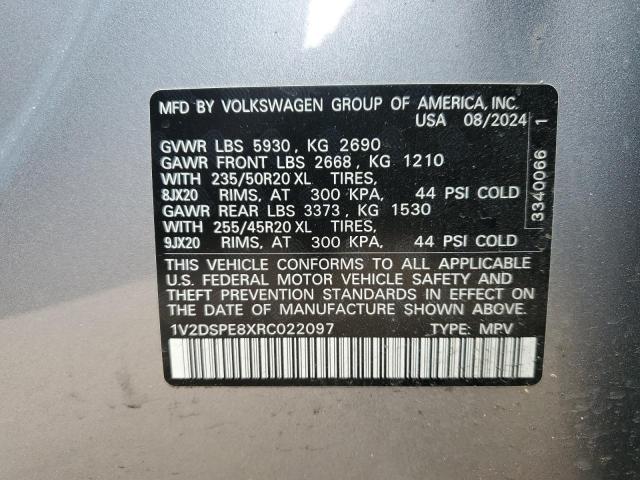 MFD BY VOLKSWAGEN GROUP OF AMERICA, INC.
USA 08/2024
GVWR LBS 5930, KG 2690
GAWR FRONT LBS 2668, KG 1210
WITH 235/50R20 XL TIRES,
8JX20 RIMS, AT 300 KPA, 44 PSI COLD
GAWR REAR LBS 3373, KG 1530
WITH 255/45R20 XL TIRES,
9JX20 RIMS, AT 300 KPA, 44 PSI COLD
3340066 1
THIS VEHICLE CONFORMS TO ALL APPLICABLE
U.S. FEDERAL MOTOR VEHICLE SAFETY AND
THEFT PREVENTION STANDARDS IN EFFECT ON THE
DATE OF MANUFACTURE SHOWN ABOVE.
1V2DSPE8XRC022097 TYPE: MPV